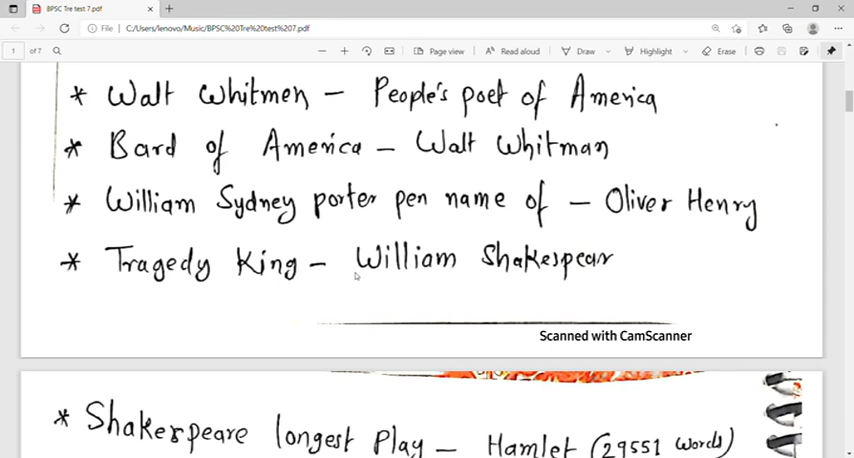 BPSC Tre test 7.pdf
File | C:/Users/lenovo/Music/BPSC%20Tre%20test%207.pdf
1 of 7 Page view Read aloud Draw Highlight Erase
* Walt Whitmen – People's poet of America
* Bard of America – Walt Whitman
* William Sydney porter pen name of – Oliver Henry
* Tragedy King – William Shakespear
Scanned with CamScanner
* Shakespeare longest Play – Hamlet (29551 words)